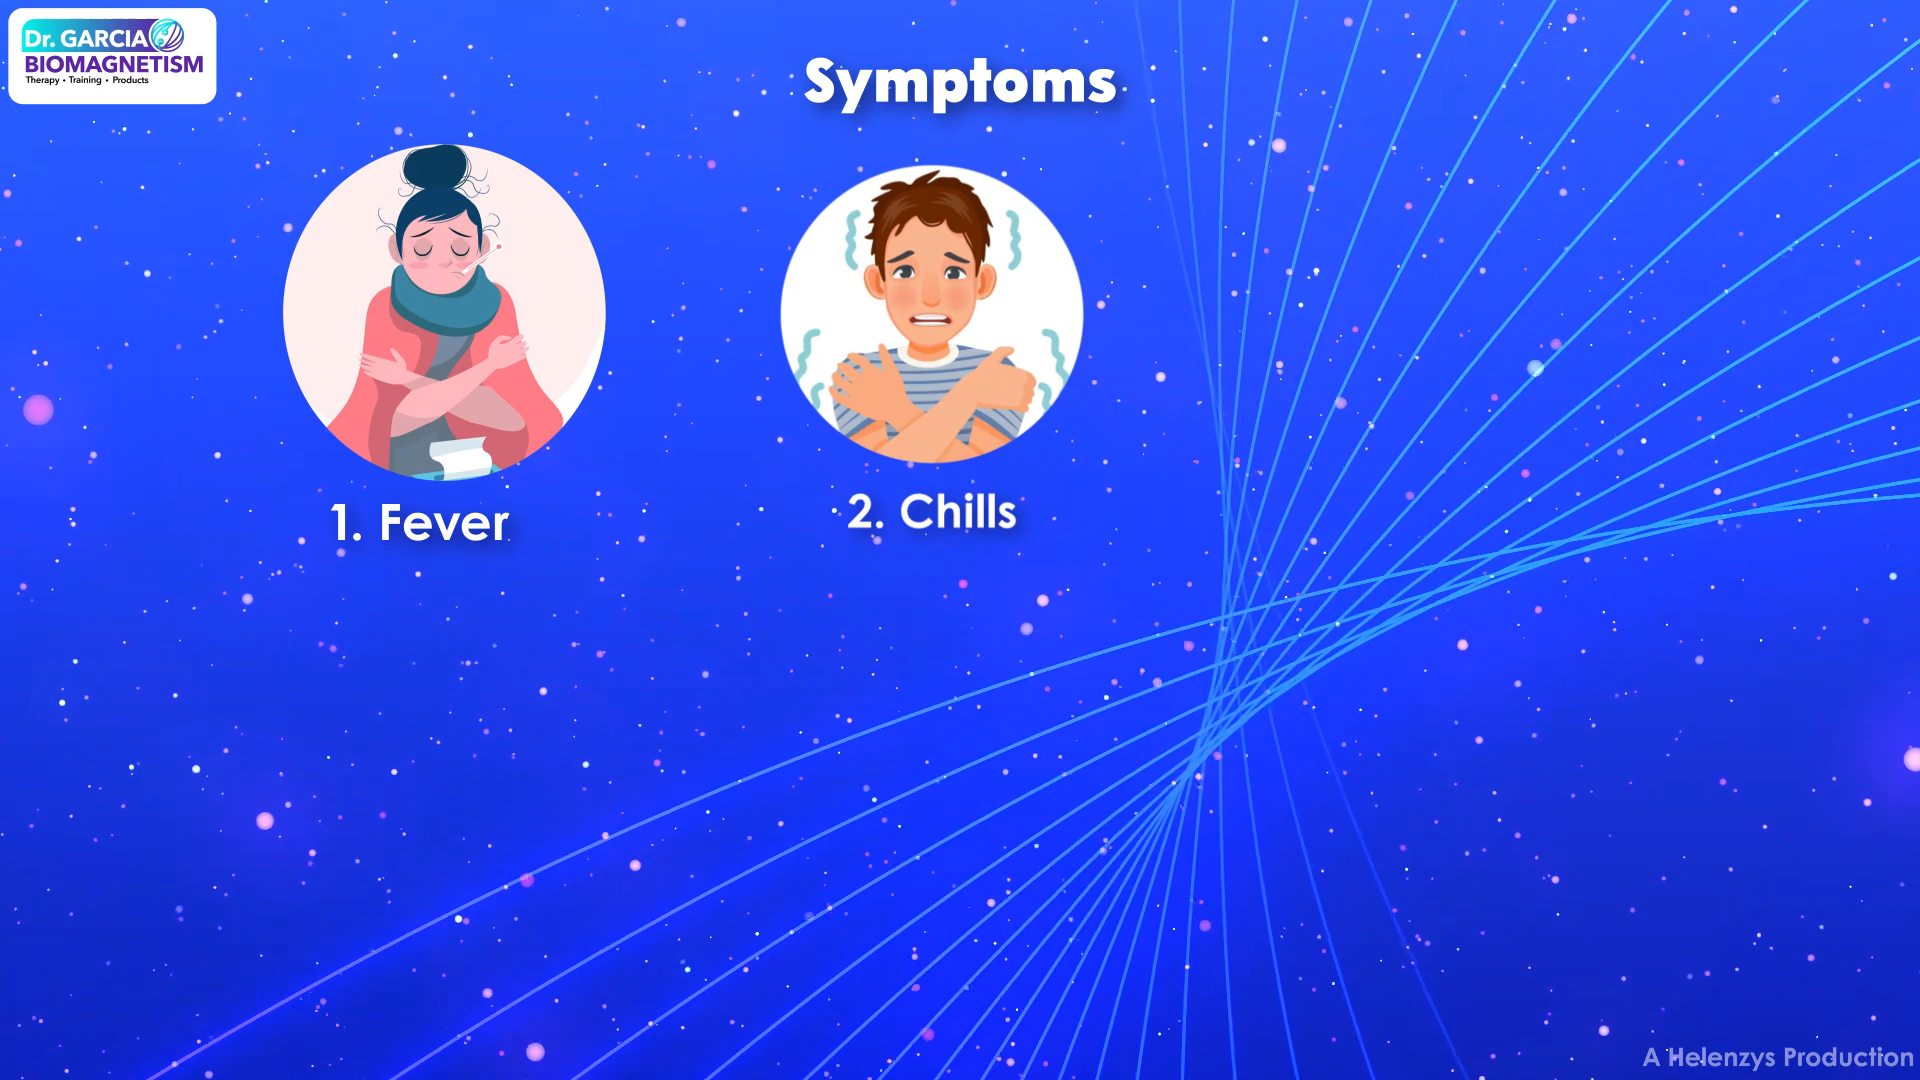 Dr. GARCIA
BIOMAGNETISM
Therapy • Training • Products
Symptoms
1. Fever
2. Chills
A Helenzys Production